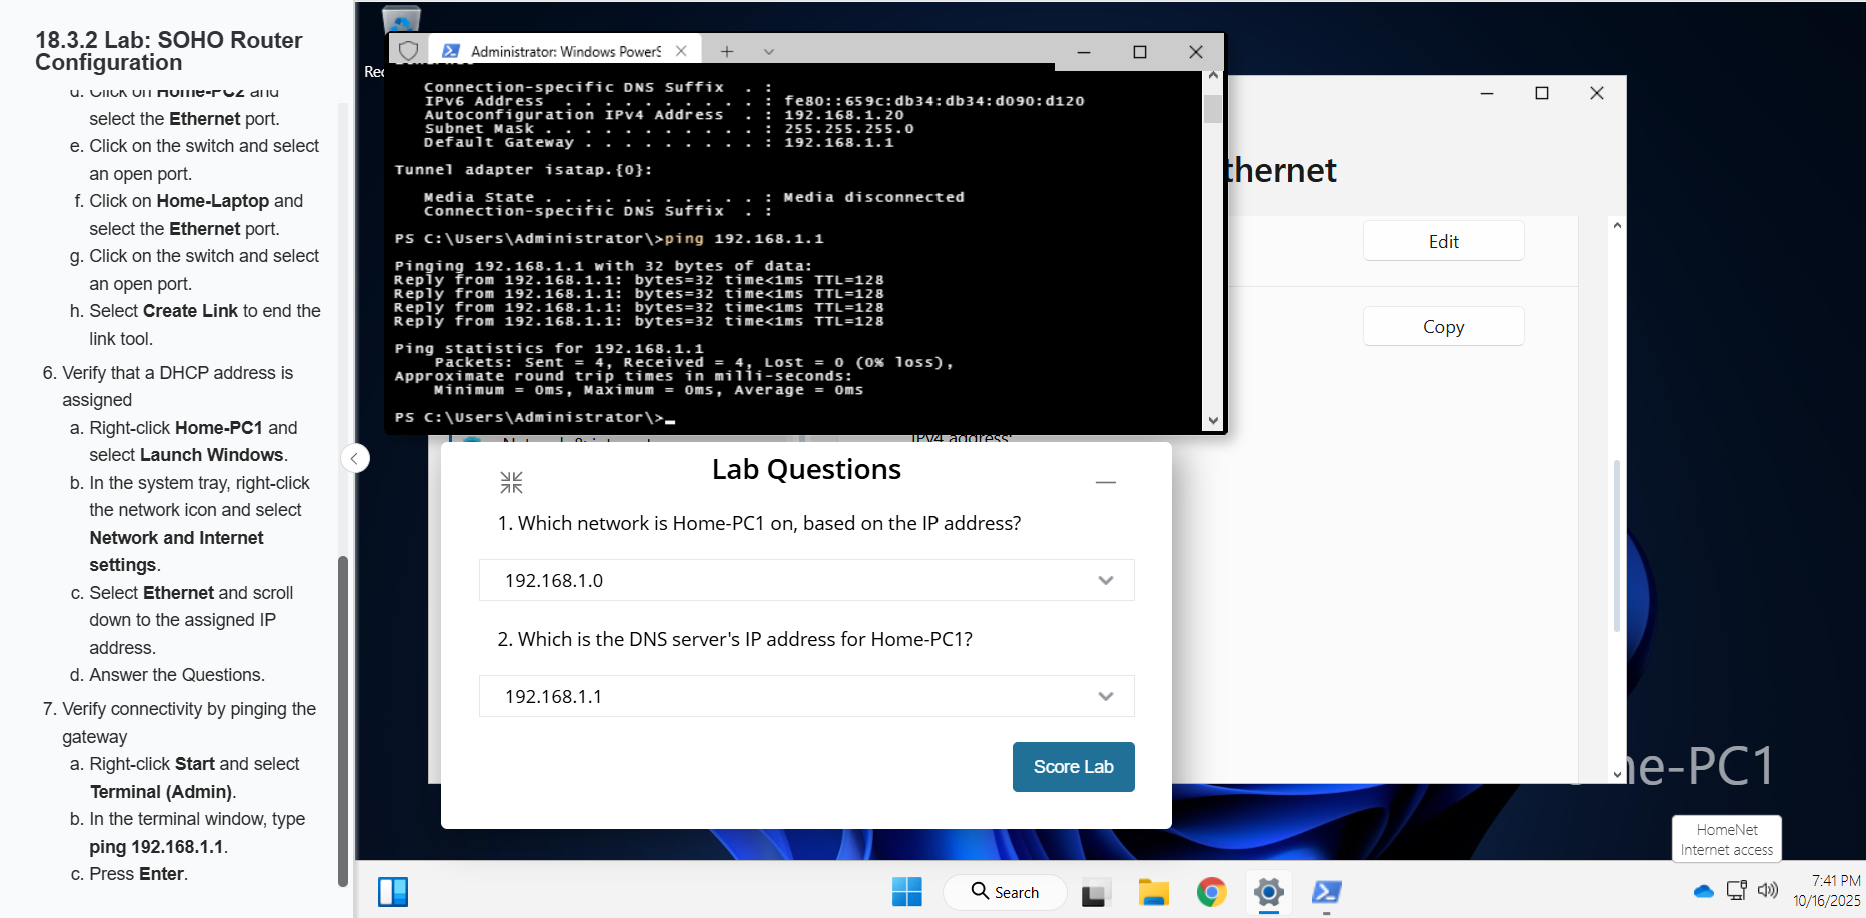 18.3.2 Lab: SOHO Router
Configuration
d. Click on Home-PC2 and
select the Ethernet port.
e. Click on the switch and select
an open port.
f. Click on Home-Laptop and
select the Ethernet port.
g. Click on the switch and select
an open port.
h. Select Create Link to end the
link tool.
6. Verify that a DHCP address is
assigned
a. Right-click Home-PC1 and
select Launch Windows.
b. In the system tray, right-click
the network icon and select
Network and Internet
settings.
c. Select Ethernet and scroll
down to the assigned IP
address.
d. Answer the Questions.
7. Verify connectivity by pinging the
gateway
a. Right-click Start and select
Terminal (Admin).
b. In the terminal window, type
ping 192.168.1.1.
c. Press Enter.
Rec
Administrator: Windows PowerS
Connection-specific DNS Suffix . :
IPv6 Address . . . . . . . . . . : fe80::659c:db34:db34:d090:d120
Autoconfiguration IPv4 Address . : 192.168.1.20
Subnet Mask . . . . . . . . . . . : 255.255.255.0
Default Gateway . . . . . . . . . : 192.168.1.1
Tunnel adapter isatap.{0}:
Media State . . . . . . . . . . . : Media disconnected
Connection-specific DNS Suffix . :
PS C:\Users\Administrator\>ping 192.168.1.1
Pinging 192.168.1.1 with 32 bytes of data:
Reply from 192.168.1.1: bytes=32 time<1ms TTL=128
Reply from 192.168.1.1: bytes=32 time<1ms TTL=128
Reply from 192.168.1.1: bytes=32 time<1ms TTL=128
Reply from 192.168.1.1: bytes=32 time<1ms TTL=128
Ping statistics for 192.168.1.1
Packets: Sent = 4, Received = 4, Lost = 0 (0% loss),
Approximate round trip times in milli-seconds:
Minimum = 0ms, Maximum = 0ms, Average = 0ms
PS C:\Users\Administrator\>
thernet
Edit
Copy
Network & internet
IPv4 address:
Lab Questions
1. Which network is Home-PC1 on, based on the IP address?
192.168.1.0
2. Which is the DNS server's IP address for Home-PC1?
192.168.1.1
Score Lab
me-PC1
HomeNet
Internet access
Search
7:41 PM
10/16/2025